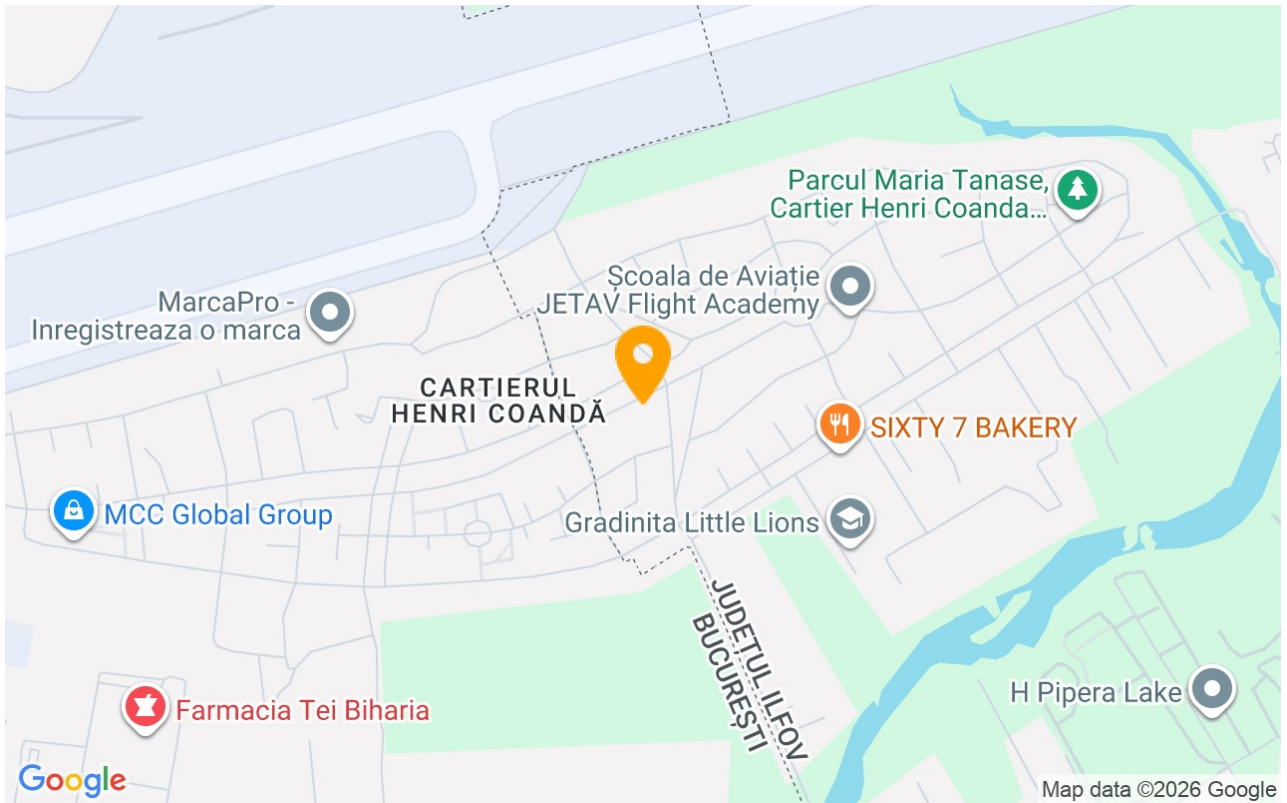 Parcul Maria Tanase,
Cartier Henri Coanda...
Școala de Aviație
JETAV Flight Academy
MarcaPro -
Inregistreaza o marca
CARTIERUL
HENRI COANDĂ
SIXTY 7 BAKERY
MCC Global Group
Gradinita Little Lions
JUDEȚUL ILFOV
BUCUREȘTI
H Pipera Lake
Farmacia Tei Biharia
Google
Map data ©2026 Google